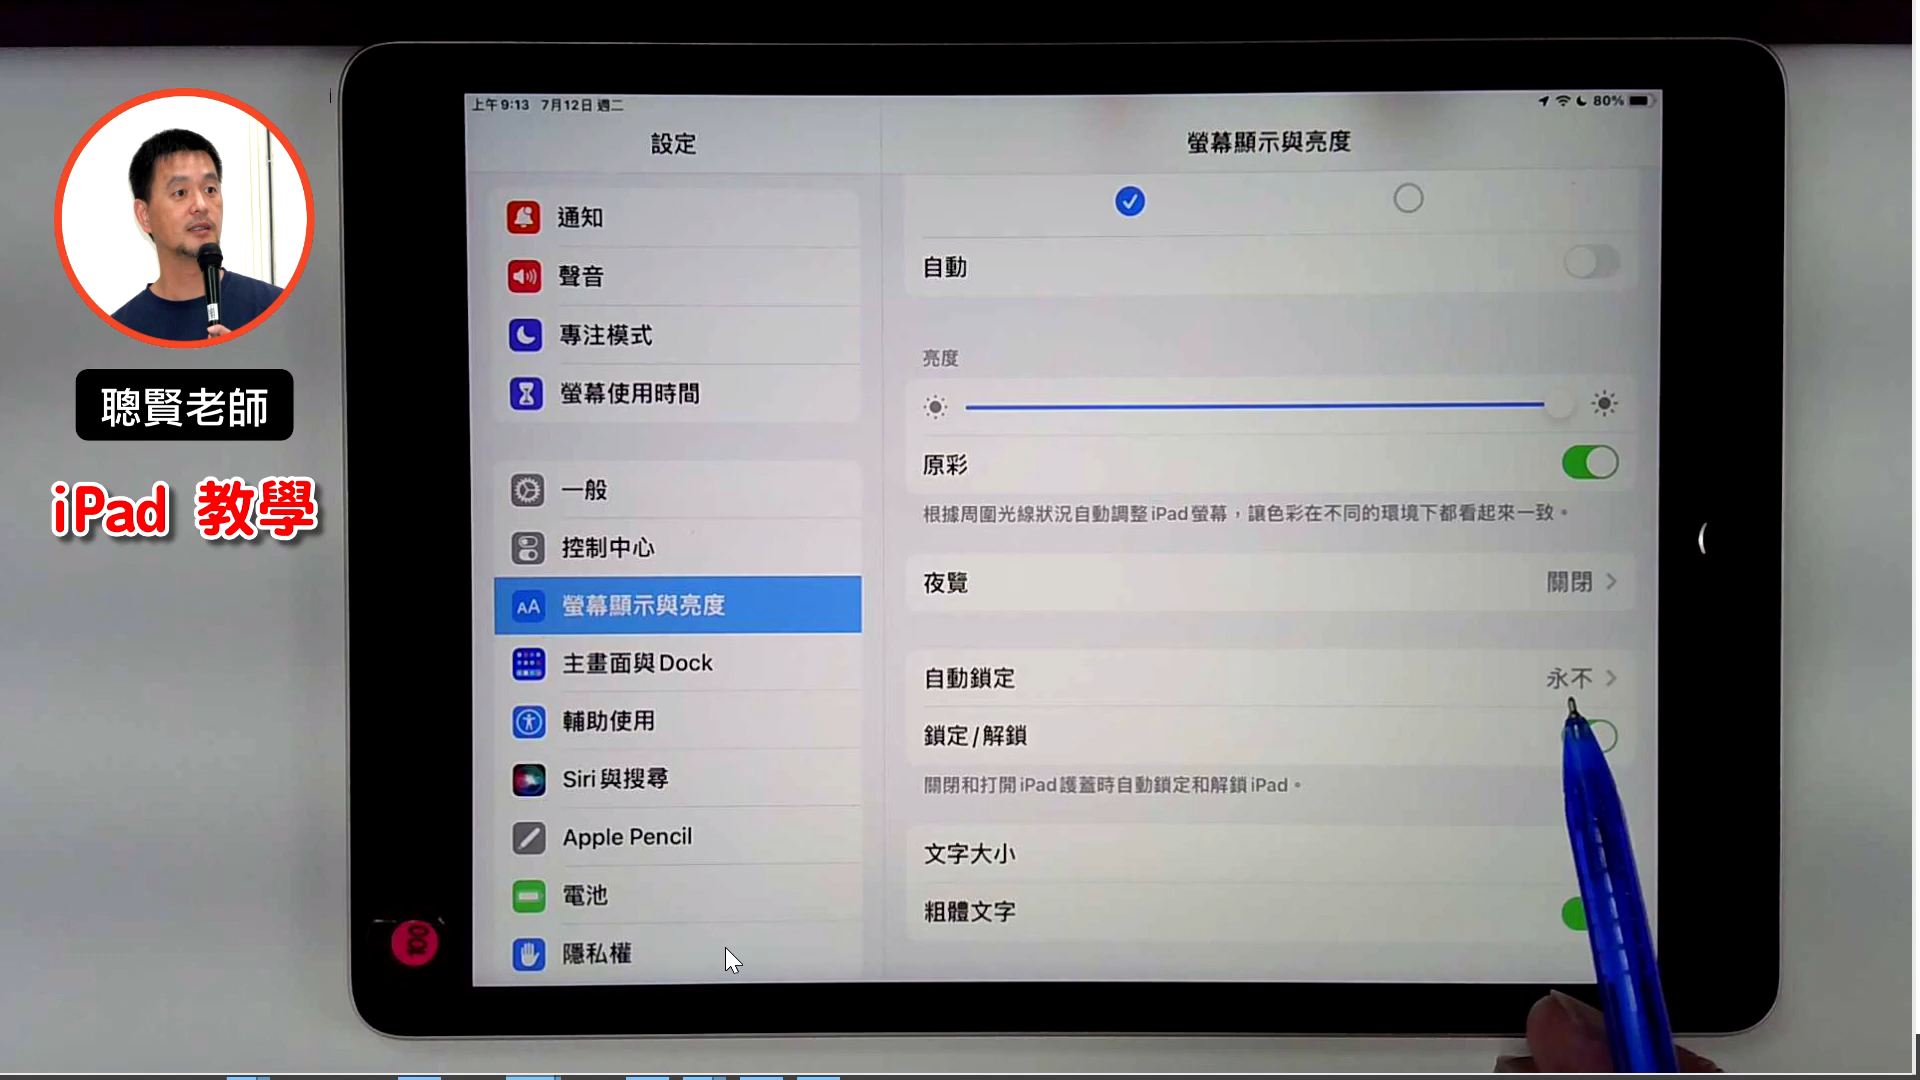 上午9:13 7月12日 週二
80%
設定
螢幕顯示與亮度
通知
聲音
專注模式
螢幕使用時間
一般
控制中心
AA 螢幕顯示與亮度
主畫面與Dock
輔助使用
Siri與搜尋
Apple Pencil
電池
隱私權
自動
亮度
原彩
根據周圍光線狀況自動調整iPad螢幕，讓色彩在不同的環境下都看起來一致。
夜覽 關閉
自動鎖定 永不
鎖定/解鎖
關閉和打開iPad護蓋時自動鎖定和解鎖iPad。
文字大小
粗體文字
聰賢老師
iPad 教學
100